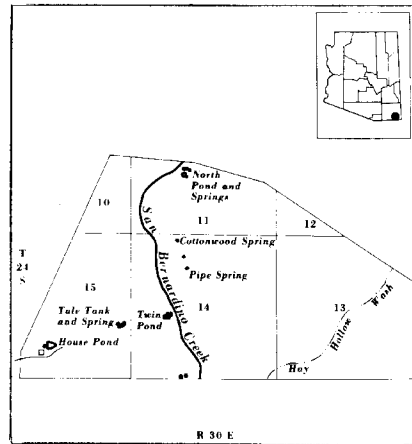 North
Pond and
Springs
10
San
Bernardino Creek
11
12
Cottonwood Spring
T
24
S
Pipe Spring
15
14
13
Tule Tank
and Spring
Twin
Pond
Hay
Hollow
Wash
House Pond
R 30 E